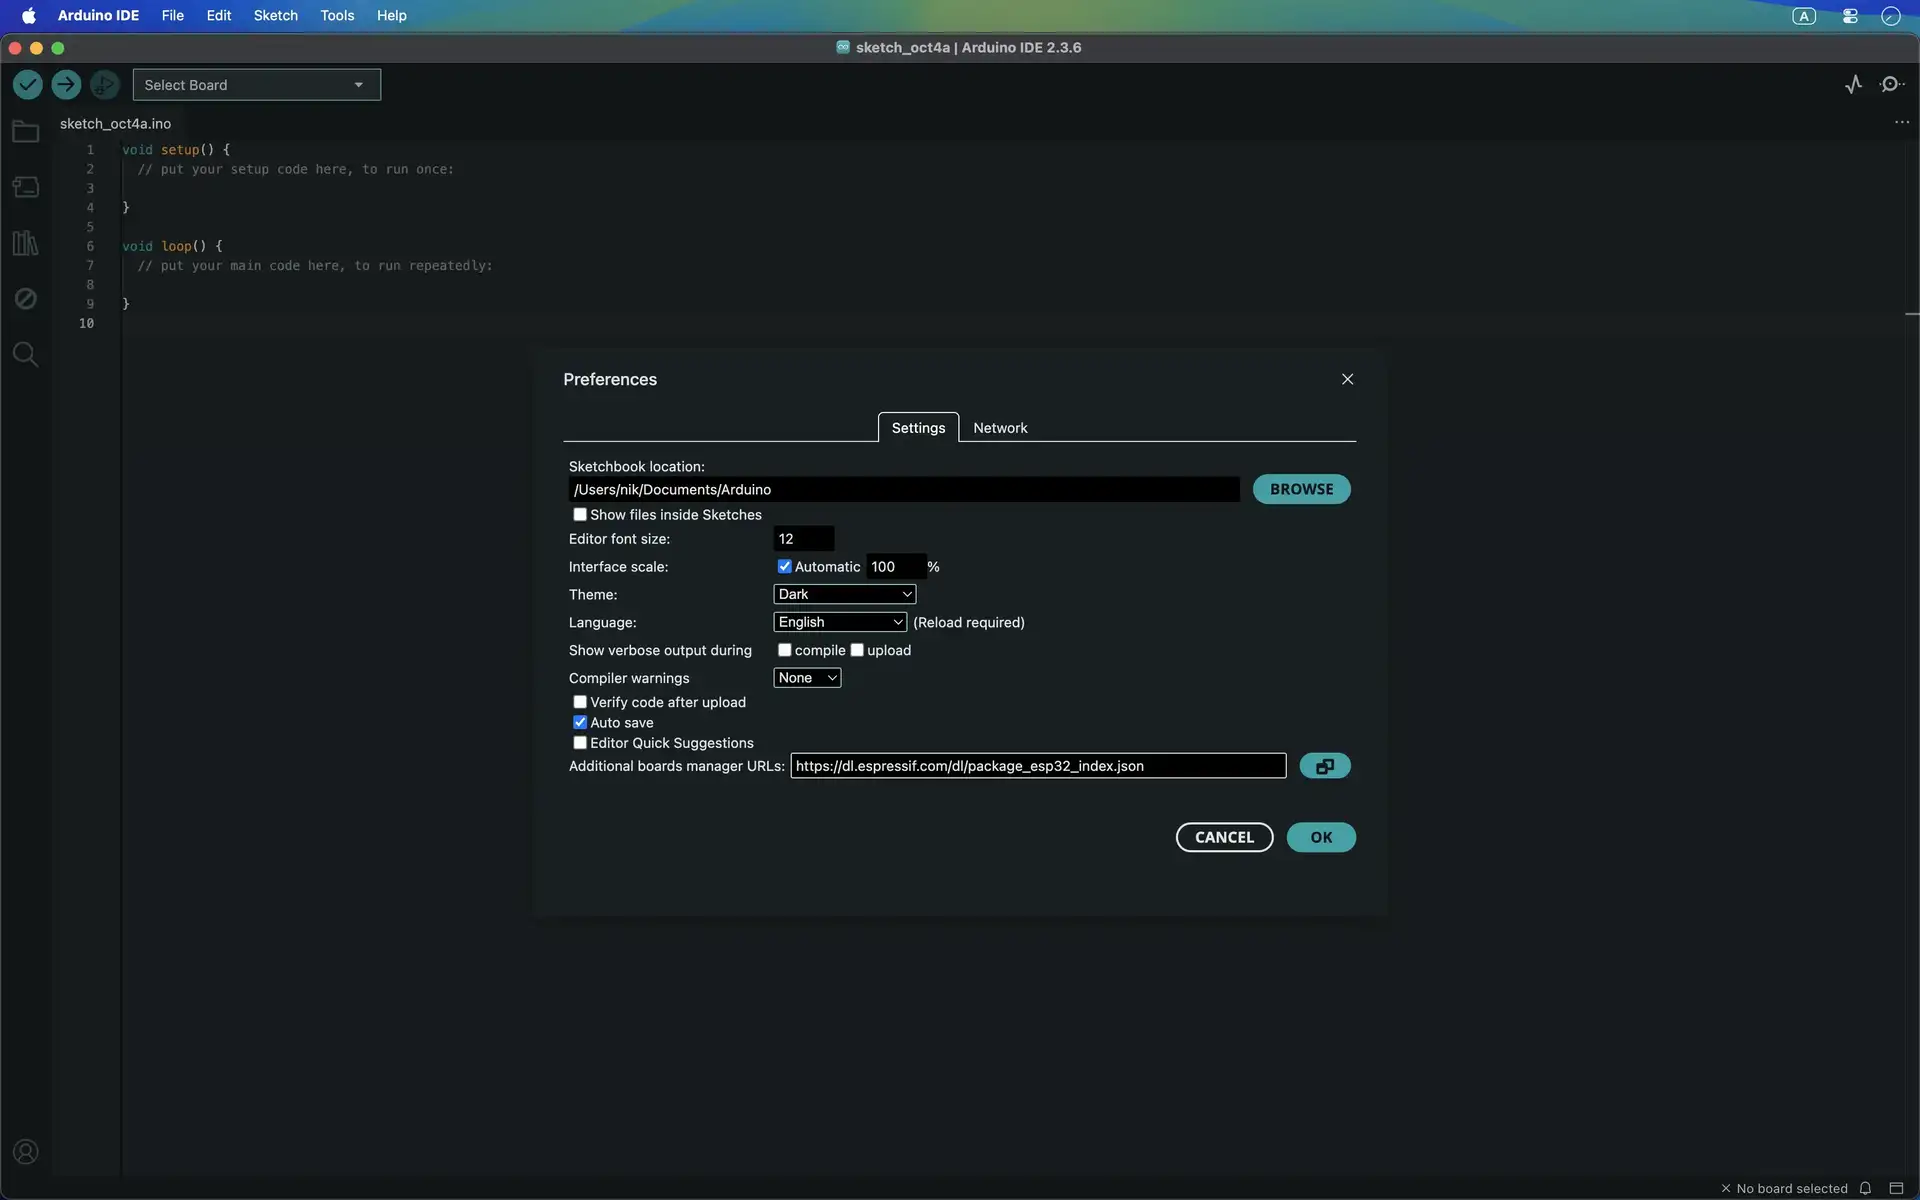 Arduino IDE File Edit Sketch Tools Help A
sketch_oct4a | Arduino IDE 2.3.6
Select Board
sketch_oct4a.ino
1 void setup() {
2 // put your setup code here, to run once:
3
4 }
5
6 void loop() {
7 // put your main code here, to run repeatedly:
8
9 }
10
Preferences
Settings Network
Sketchbook location:
/Users/nik/Documents/Arduino BROWSE
Show files inside Sketches
Editor font size: 12
Interface scale: Automatic 100 %
Theme: Dark
Language: English (Reload required)
Show verbose output during compile upload
Compiler warnings None
Verify code after upload
Auto save
Editor Quick Suggestions
Additional boards manager URLs: https://dl.espressif.com/dl/package_esp32_index.json
CANCEL OK
No board selected